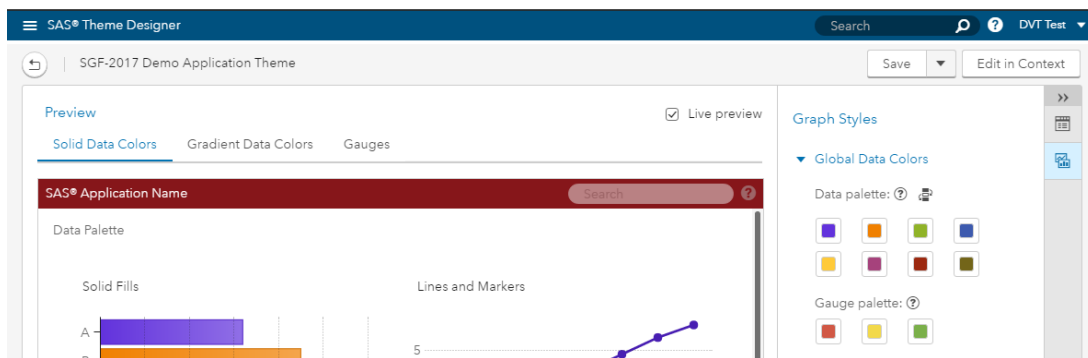 SAS® Theme Designer
Search
DVT Test
SGF-2017 Demo Application Theme
Save
Edit in Context
Preview
Live preview
Solid Data Colors
Gradient Data Colors
Gauges
SAS® Application Name
Search
Data Palette
Solid Fills
Lines and Markers
A
5
Graph Styles
Global Data Colors
Data palette:
Gauge palette: